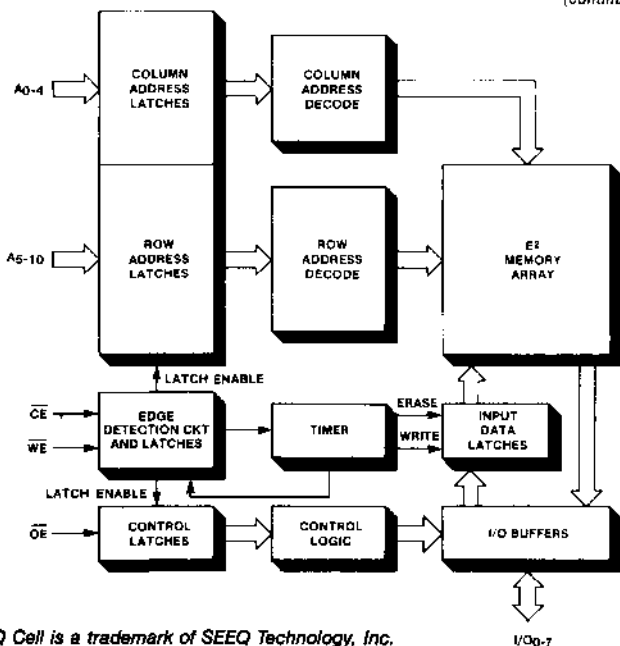 A0-4
COLUMN
ADDRESS
LATCHES
COLUMN
ADDRESS
DECODE
A5-10
ROW
ADDRESS
LATCHES
ROW
ADDRESS
DECODE
E²
MEMORY
ARRAY
LATCH ENABLE
CE
WE
EDGE
DETECTION CKT
AND LATCHES
TIMER
ERASE
WRITE
INPUT
DATA
LATCHES
LATCH ENABLE
OE
CONTROL
LATCHES
CONTROL
LOGIC
I/O BUFFERS
Q Cell is a trademark of SEEQ Technology, Inc.
I/O0-7